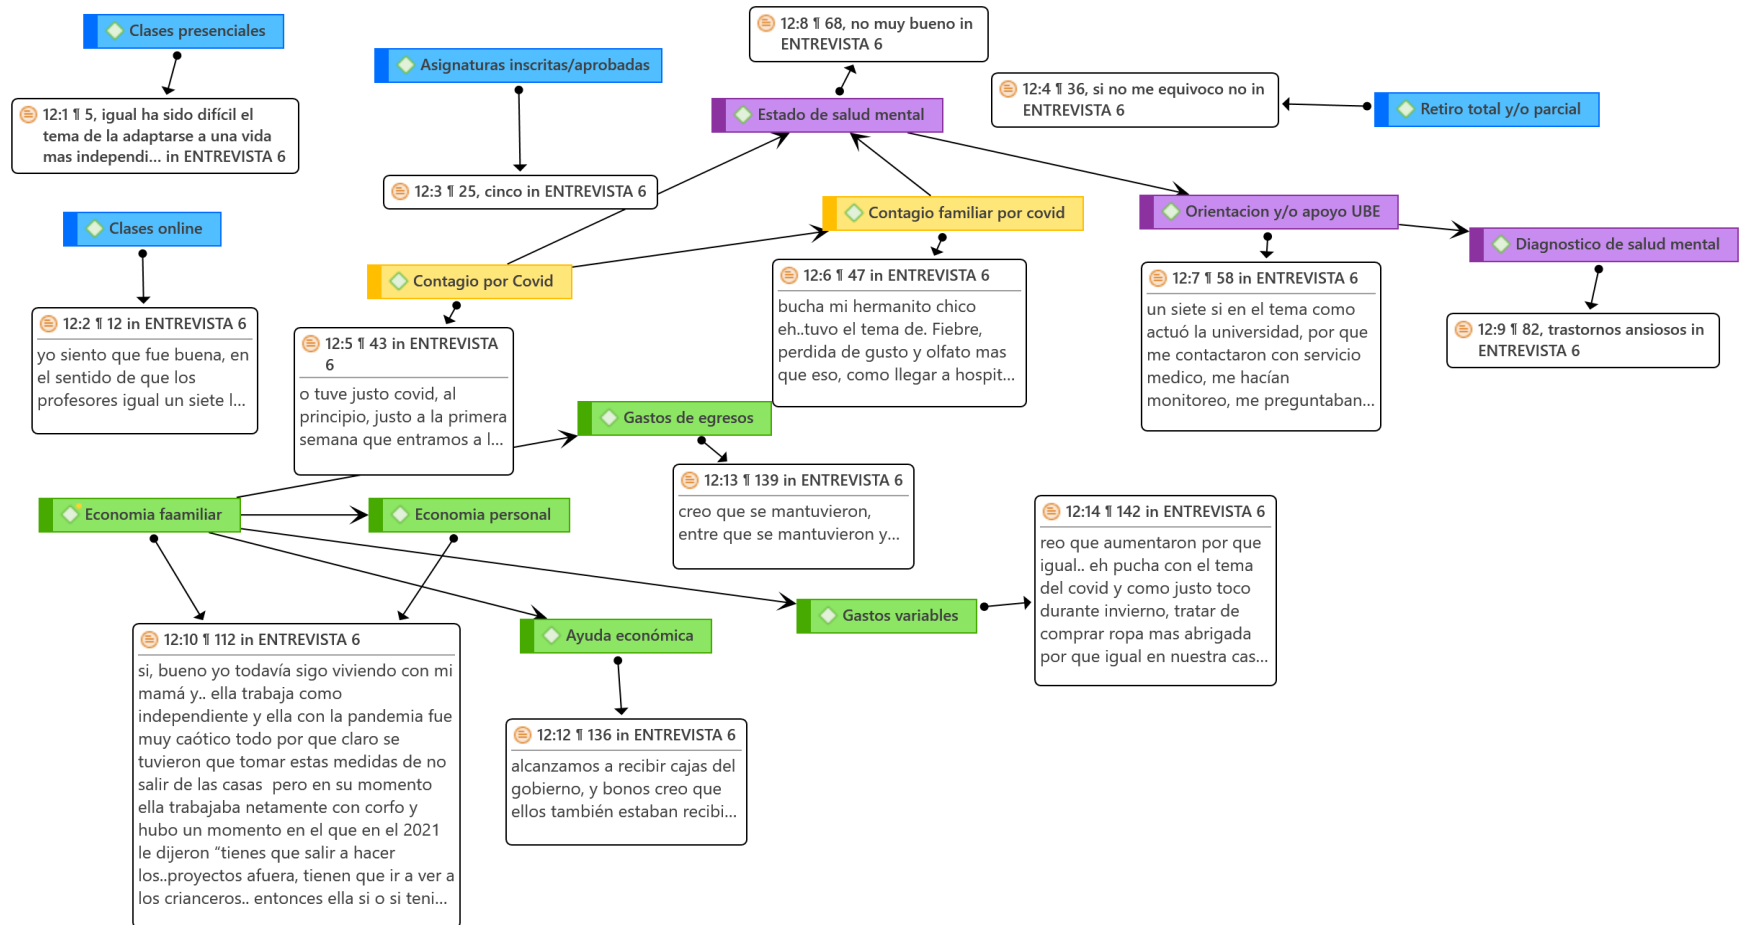 Clases presenciales
12:1 ¶ 5, igual ha sido difícil el
tema de la adaptarse a una vida
mas independi... in ENTREVISTA 6
Asignaturas inscritas/aprobadas
12:3 ¶ 25, cinco in ENTREVISTA 6
12:8 ¶ 68, no muy bueno in
ENTREVISTA 6
Estado de salud mental
12:4 ¶ 36, si no me equivoco no in
ENTREVISTA 6
Retiro total y/o parcial
Clases online
12:2 ¶ 12 in ENTREVISTA 6
yo siento que fue buena, en
el sentido de que los
profesores igual un siete l...
Contagio por Covid
12:5 ¶ 43 in ENTREVISTA
6
o tuve justo covid, al
principio, justo a la primera
semana que entramos a l...
Contagio familiar por covid
12:6 ¶ 47 in ENTREVISTA 6
bucha mi hermanito chico
eh..tuvo el tema de. Fiebre,
perdida de gusto y olfato mas
que eso, como llegar a hospit...
Orientacion y/o apoyo UBE
12:7 ¶ 58 in ENTREVISTA 6
un siete si en el tema como
actuó la universidad, por que
me contactaron con servicio
medico, me hacían
monitoreo, me preguntaban...
Diagnostico de salud mental
12:9 ¶ 82, trastornos ansiosos in
ENTREVISTA 6
Gastos de egresos
12:13 ¶ 139 in ENTREVISTA 6
creo que se mantuvieron,
entre que se mantuvieron y...
Economia faamiliar
Economia personal
12:10 ¶ 112 in ENTREVISTA 6
si, bueno yo todavía sigo viviendo con mi
mamá y.. ella trabaja como
independiente y ella con la pandemia fue
muy caótico todo por que claro se
tuvieron que tomar estas medidas de no
salir de las casas  pero en su momento
ella trabajaba netamente con corfo y
hubo un momento en el que en el 2021
le dijeron “tienes que salir a hacer
los..proyectos afuera, tienen que ir a ver a
los crianceros.. entonces ella si o si teni...
Ayuda económica
12:12 ¶ 136 in ENTREVISTA 6
alcanzamos a recibir cajas del
gobierno, y bonos creo que
ellos también estaban recibi...
Gastos variables
12:14 ¶ 142 in ENTREVISTA 6
reo que aumentaron por que
igual.. eh pucha con el tema
del covid y como justo toco
durante invierno, tratar de
comprar ropa mas abrigada
por que igual en nuestra cas...